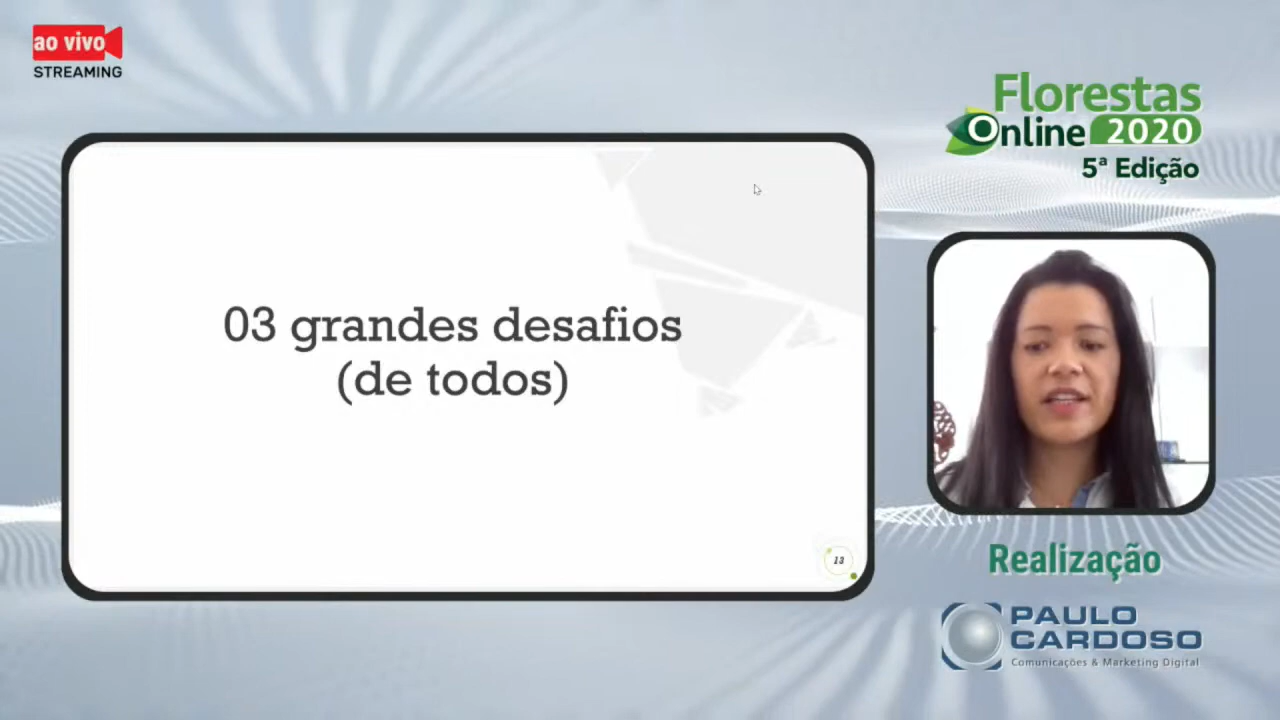 ao vivo
STREAMING
Florestas
Online 2020
5ª Edição
03 grandes desafios
(de todos)
13
Realização
PAULO
CARDOSO
Comunicações & Marketing Digital